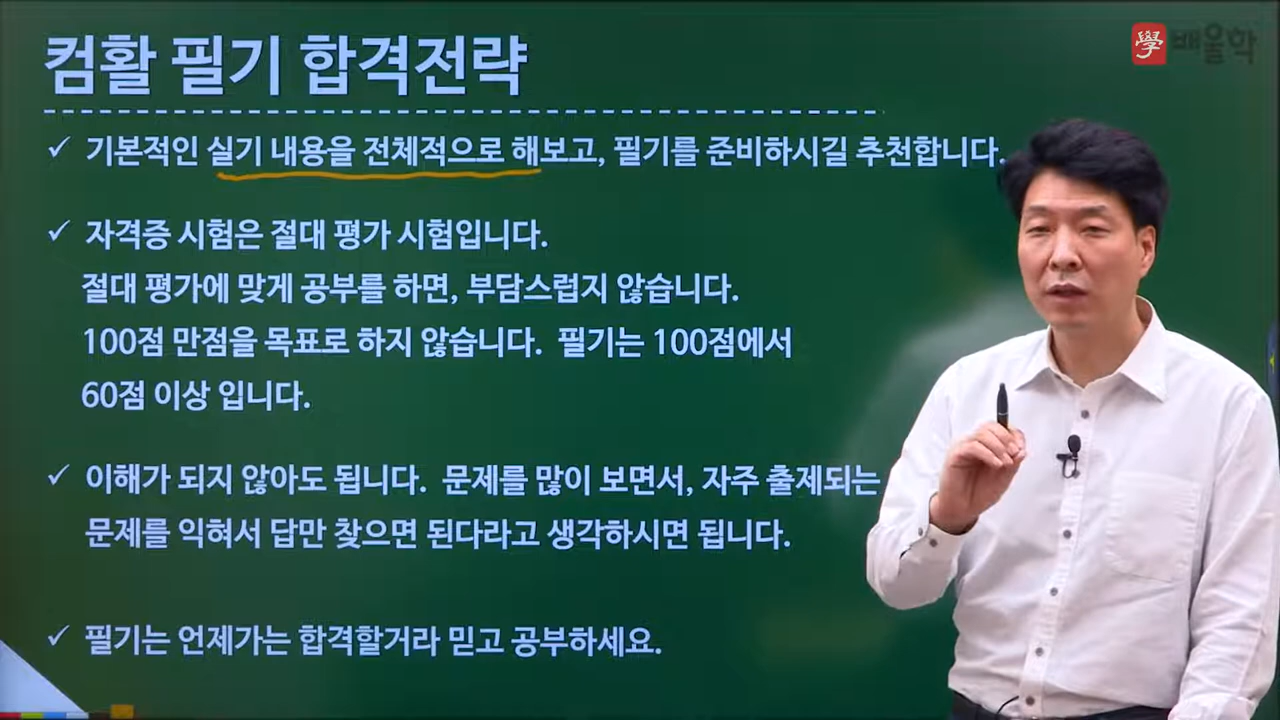 컴활 필기 합격전략
學 배울학
✓ 기본적인 실기 내용을 전체적으로 해보고, 필기를 준비하시길 추천합니다.
✓ 자격증 시험은 절대 평가 시험입니다.
절대 평가에 맞게 공부를 하면, 부담스럽지 않습니다.
100점 만점을 목표로 하지 않습니다. 필기는 100점에서
60점 이상 입니다.
✓ 이해가 되지 않아도 됩니다. 문제를 많이 보면서, 자주 출제되는
문제를 익혀서 답만 찾으면 된다라고 생각하시면 됩니다.
✓ 필기는 언제가는 합격할거라 믿고 공부하세요.